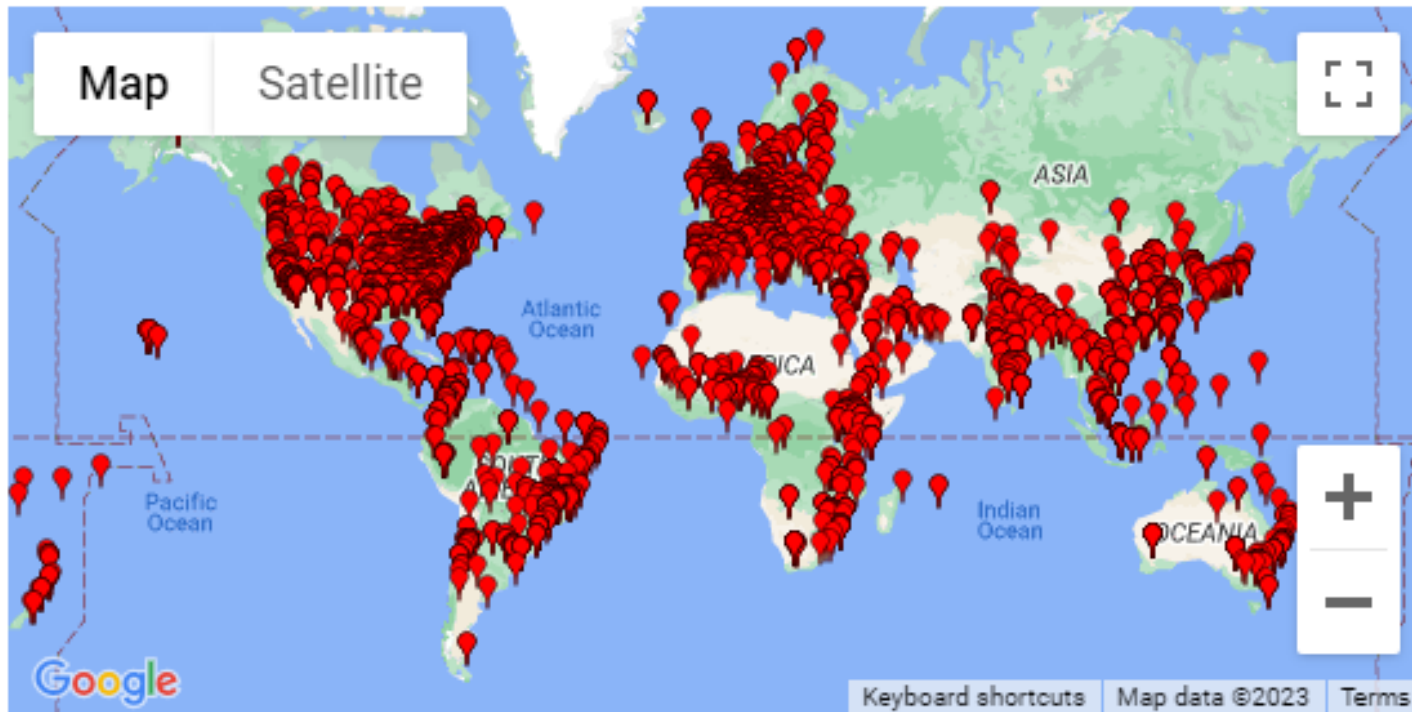 Map
Satellite
ASIA
Atlantic
Ocean
Pacific
Ocean
Indian
Ocean
OCEANIA
Google
Keyboard shortcuts
Map data ©2023
Terms